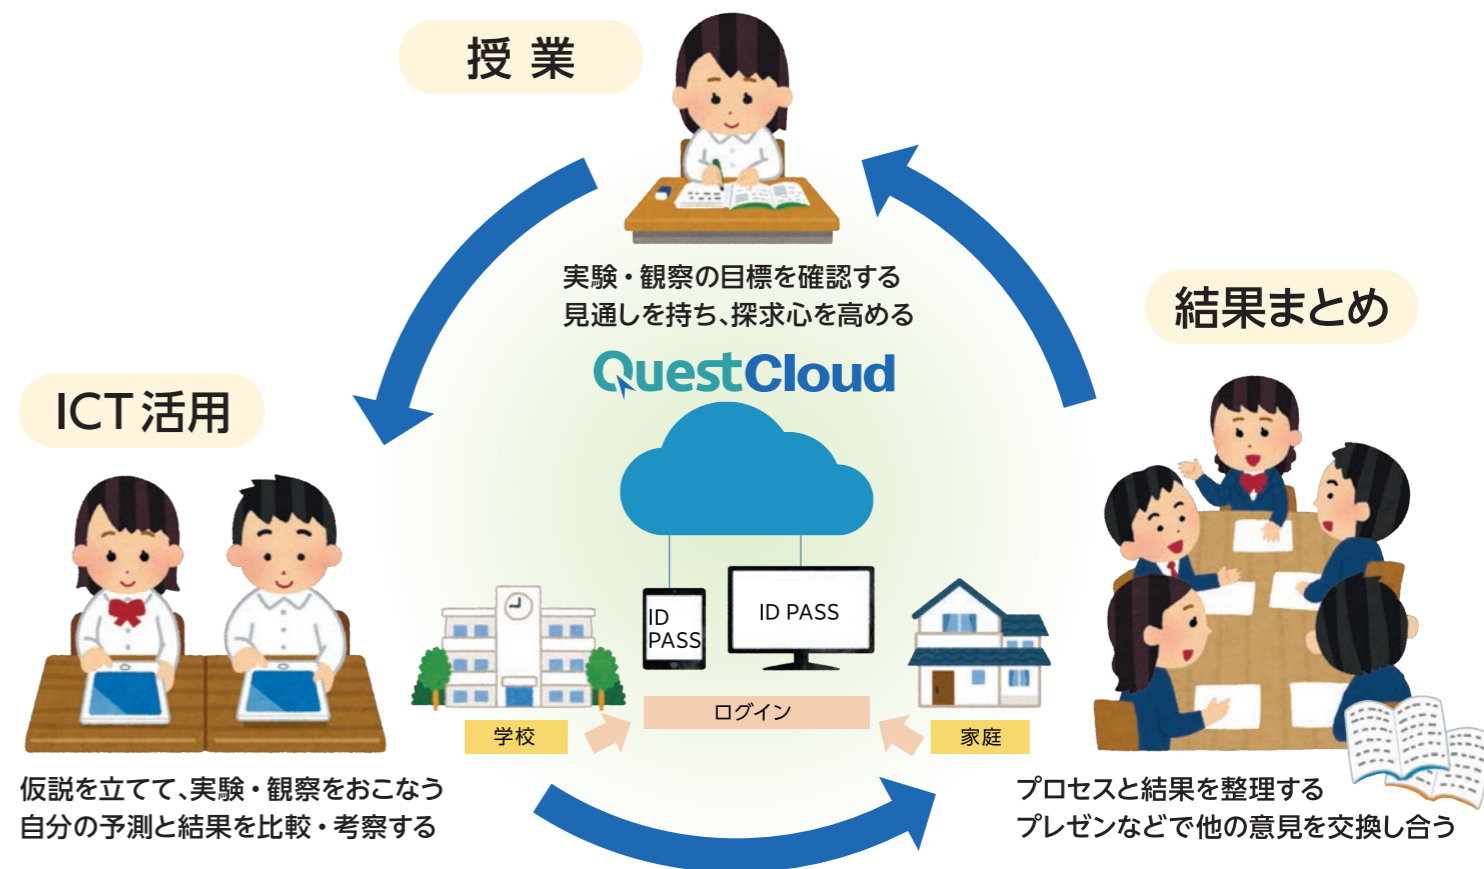 授業
実験・観察の目標を確認する
見通しを持ち、探求心を高める
QuestCloud
ICT活用
仮説を立てて、実験・観察をおこなう
自分の予測と結果を比較・考察する
結果まとめ
プロセスと結果を整理する
プレゼンなどで他の意見を交換し合う
ID
PASS
ID PASS
ログイン
学校
家庭